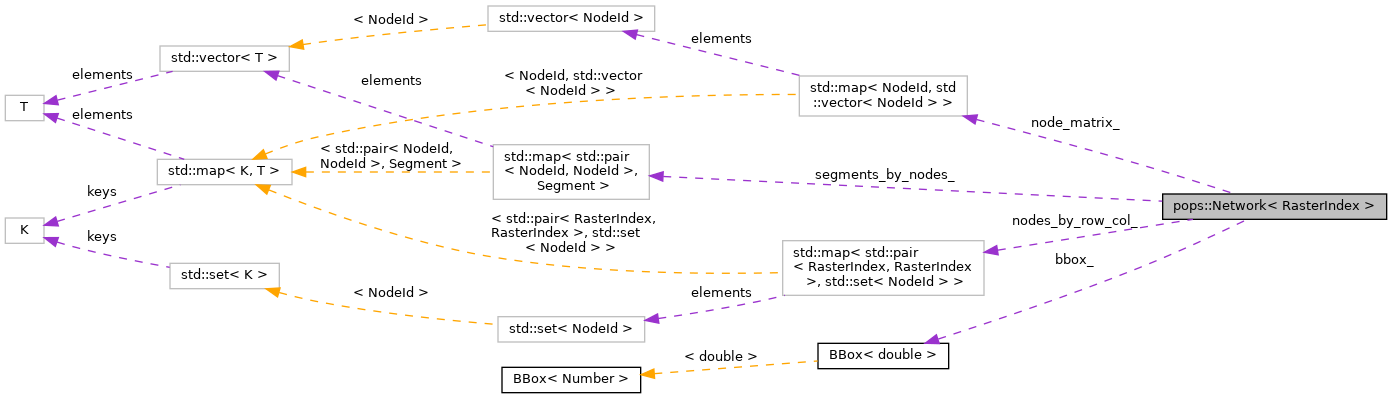 std::vector< NodeId >
< NodeId >
std::vector< T >
elements
elements
T
elements
elements
< NodeId, std::vector
< NodeId > >
std::map< NodeId, std
::vector< NodeId > >
node_matrix_
std::map< K, T >
< std::pair< NodeId,
NodeId >, Segment >
std::map< std::pair
< NodeId, NodeId >,
Segment >
segments_by_nodes_
pops::Network< RasterIndex >
keys
K
keys
< std::pair< RasterIndex,
RasterIndex >, std::set
< NodeId > >
nodes_by_row_col_
std::map< std::pair
< RasterIndex, RasterIndex
>, std::set< NodeId > >
bbox_
std::set< K >
< NodeId >
elements
std::set< NodeId >
< double >
BBox< double >
BBox< Number >